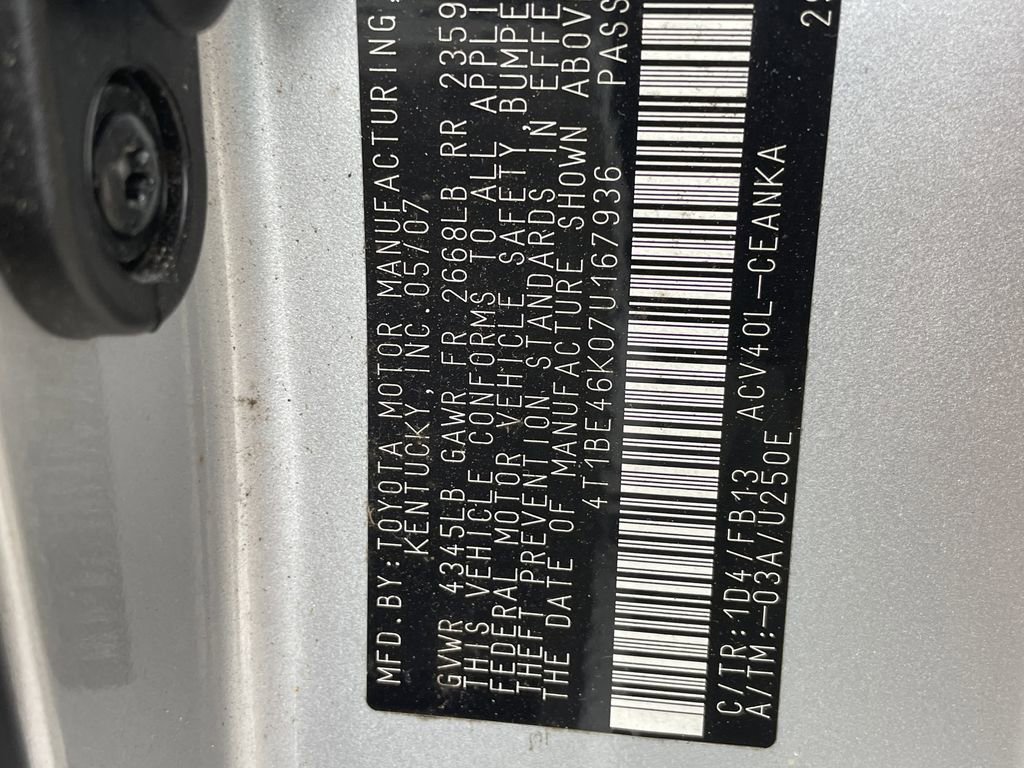 MFD.BY:TOYOTA MOTOR MANUFACTURING,
KENTUCKY, INC.05/07
GVWR 4345LB GAWR FR 2668LB RR 2359
THIS VEHICLE CONFORMS TO ALL APPLI
FEDERAL MOTOR VEHICLE SAFETY, BUMPE
THEFT PREVENTION STANDARDS IN EFFE
THE DATE OF MANUFACTURE SHOWN ABOV
4T1BE46K07U167936 PASS
C/TR:1D4/FB13 ACV40L-CEANKA
A/TM:-03A/U250E